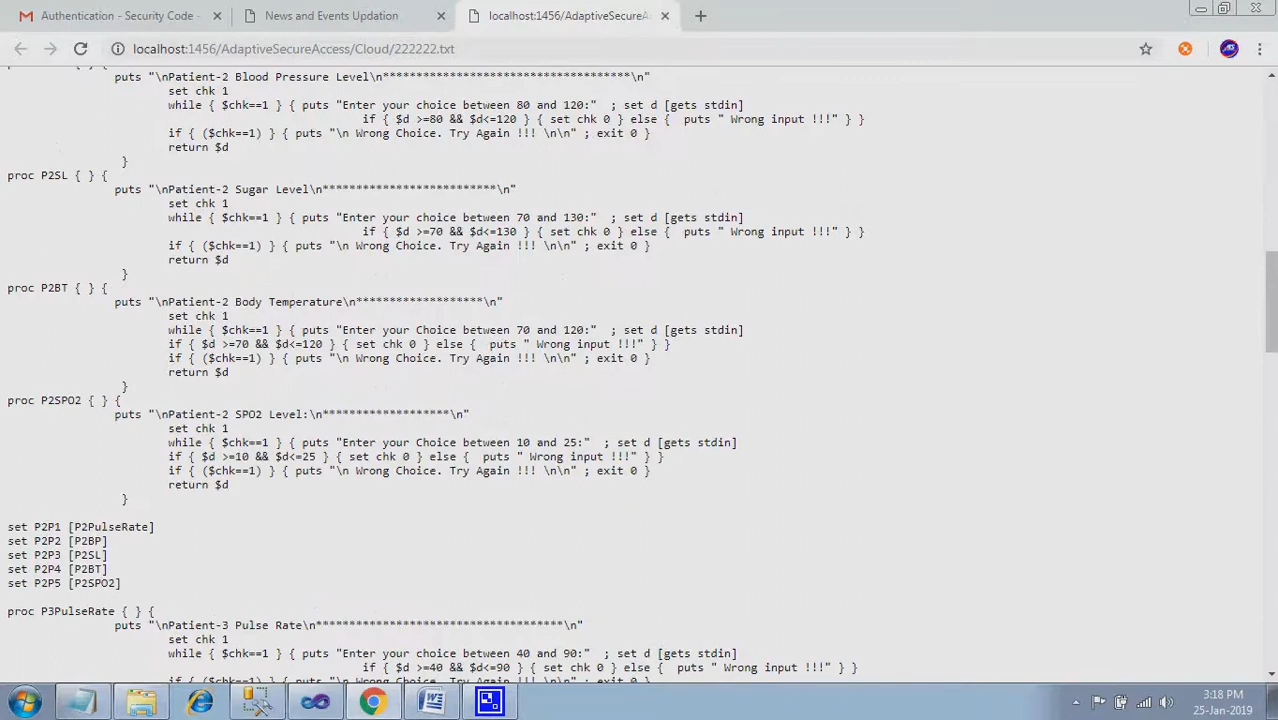 Authentication - Security Code -
News and Events Updation
localhost:1456/AdaptiveSecureA
localhost:1456/AdaptiveSecureAccess/Cloud/222222.txt
puts "\nPatient-2 Blood Pressure Level\n*************************************\n"
set chk 1
while { $chk==1 } { puts "Enter your choice between 80 and 120:"  ; set d [gets stdin]
if { $d >=80 && $d<=120 } { set chk 0 } else {  puts " Wrong input !!!" } }
if { ($chk==1) } { puts "\n Wrong Choice. Try Again !!! \n\n" ; exit 0 }
return $d
}
proc P2SL { } {
puts "\nPatient-2 Sugar Level\n**************************\n"
set chk 1
while { $chk==1 } { puts "Enter your choice between 70 and 130:"  ; set d [gets stdin]
if { $d >=70 && $d<=130 } { set chk 0 } else {  puts " Wrong input !!!" } }
if { ($chk==1) } { puts "\n Wrong Choice. Try Again !!! \n\n" ; exit 0 }
return $d
}
proc P2BT { } {
puts "\nPatient-2 Body Temperature\n*******************\n"
set chk 1
while { $chk==1 } { puts "Enter your Choice between 70 and 120:"  ; set d [gets stdin]
if { $d >=70 && $d<=120 } { set chk 0 } else {  puts " Wrong input !!!" } }
if { ($chk==1) } { puts "\n Wrong Choice. Try Again !!! \n\n" ; exit 0 }
return $d
}
proc P2SPO2 { } {
puts "\nPatient-2 SPO2 Level:\n*******************\n"
set chk 1
while { $chk==1 } { puts "Enter your Choice between 10 and 25:"  ; set d [gets stdin]
if { $d >=10 && $d<=25 } { set chk 0 } else {  puts " Wrong input !!!" } }
if { ($chk==1) } { puts "\n Wrong Choice. Try Again !!! \n\n" ; exit 0 }
return $d
}
set P2P1 [P2PulseRate]
set P2P2 [P2BP]
set P2P3 [P2SL]
set P2P4 [P2BT]
set P2P5 [P2SPO2]
proc P3PulseRate { } {
puts "\nPatient-3 Pulse Rate\n*************************************\n"
set chk 1
while { $chk==1 } { puts "Enter your choice between 40 and 90:"  ; set d [gets stdin]
if { $d >=40 && $d<=90 } { set chk 0 } else {  puts " Wrong input !!!" } }
3:18 PM
25-Jan-2019